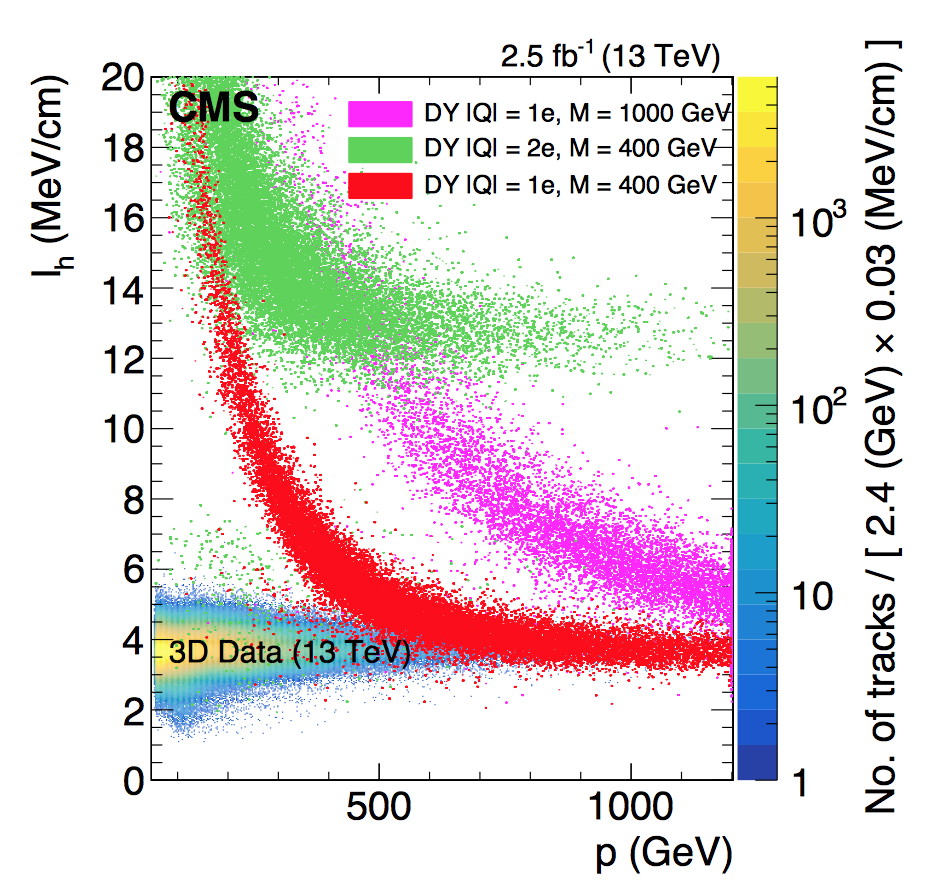 2.5 fb-1 (13 TeV)
CMS
DY |Q| = 1e, M = 1000 GeV
DY |Q| = 2e, M = 400 GeV
DY |Q| = 1e, M = 400 GeV
Ih (MeV/cm)
20
18
16
14
12
10
8
6
4
2
0
3D Data (13 TeV)
500
1000
p (GeV)
10³
10²
10
1
No. of tracks / [ 2.4 (GeV) × 0.03 (MeV/cm) ]